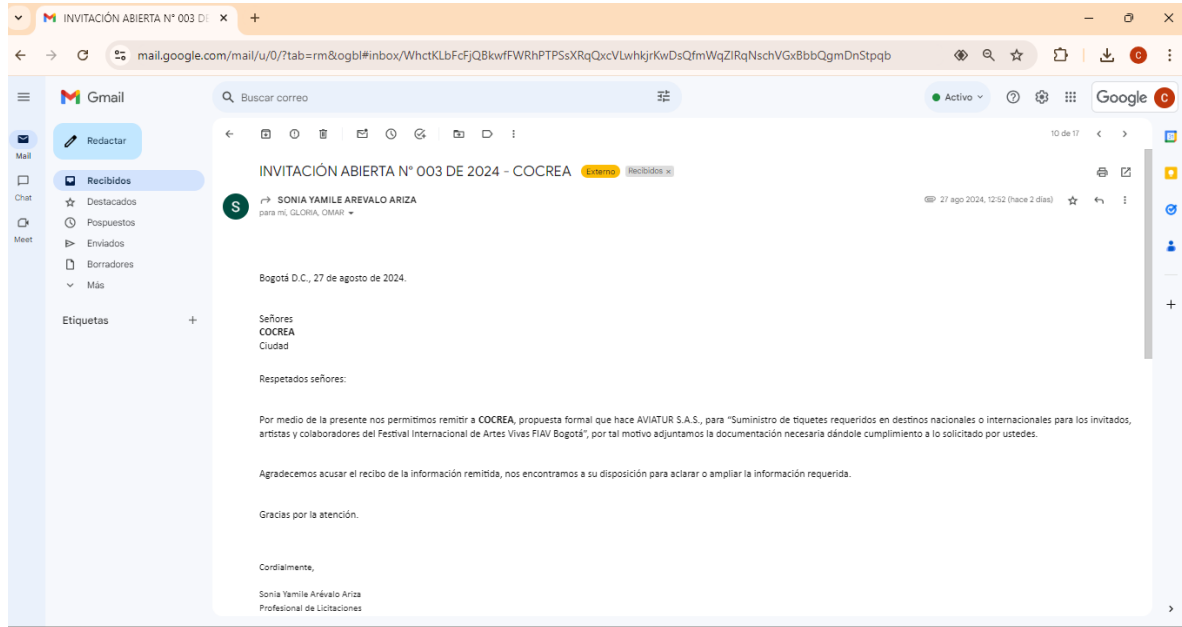 INVITACIÓN ABIERTA N° 003 DE
mail.google.com/mail/u/0/?tab=rm&ogbl#inbox/WhctKLbFcFjQBkwfFWRhPTPSsXRqQxcVLwhkjrKwDsQfmWqZlRqNschVGxBbbQgmDnStpqb
C
Gmail
Buscar correo
Activo
Google
C
Mail
Chat
Meet
Redactar
Recibidos
Destacados
Pospuestos
Enviados
Borradores
Más
Etiquetas
10 de 17
INVITACIÓN ABIERTA N° 003 DE 2024 - COCREA Externo Recibidos x
S
SONIA YAMILE AREVALO ARIZA
27 ago 2024, 12:52 (hace 2 días)
para mí, GLORIA, OMAR
Bogotá D.C., 27 de agosto de 2024.
Señores
COCREA
Ciudad
Respetados señores:
Por medio de la presente nos permitimos remitir a COCREA, propuesta formal que hace AVIATUR S.A.S., para “Suministro de tiquetes requeridos en destinos nacionales o internacionales para los invitados,
artistas y colaboradores del Festival Internacional de Artes Vivas FIAV Bogotá”, por tal motivo adjuntamos la documentación necesaria dándole cumplimiento a lo solicitado por ustedes.
Agradecemos acusar el recibo de la información remitida, nos encontramos a su disposición para aclarar o ampliar la información requerida.
Gracias por la atención.
Cordialmente,
Sonia Yamile Arévalo Ariza
Profesional de Licitaciones